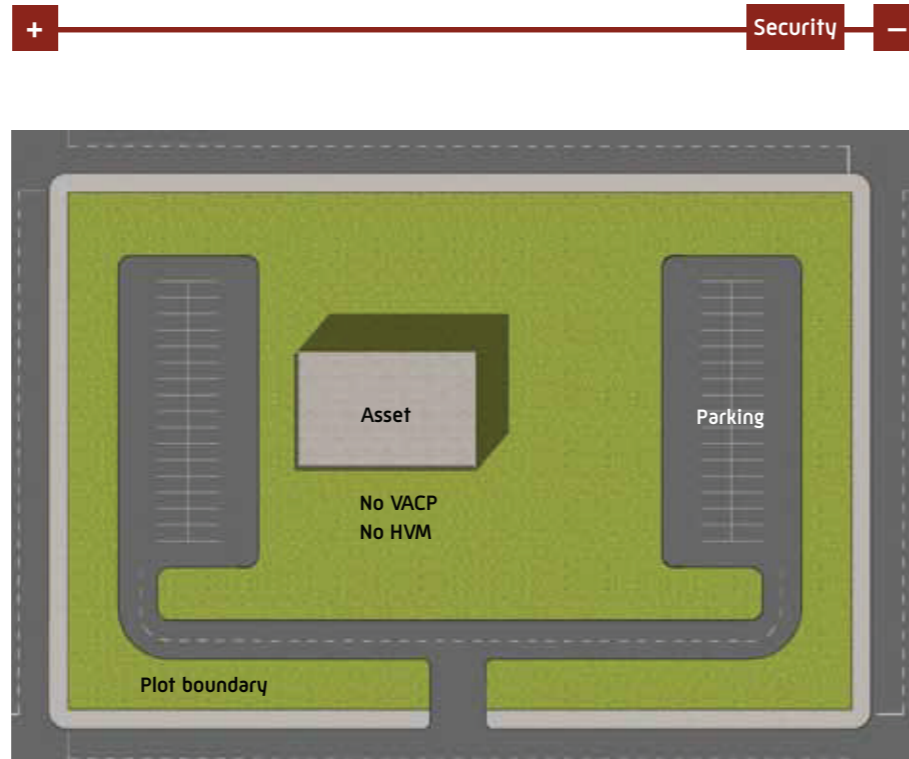 +
Security
–
Asset
Parking
No VACP
No HVM
Plot boundary